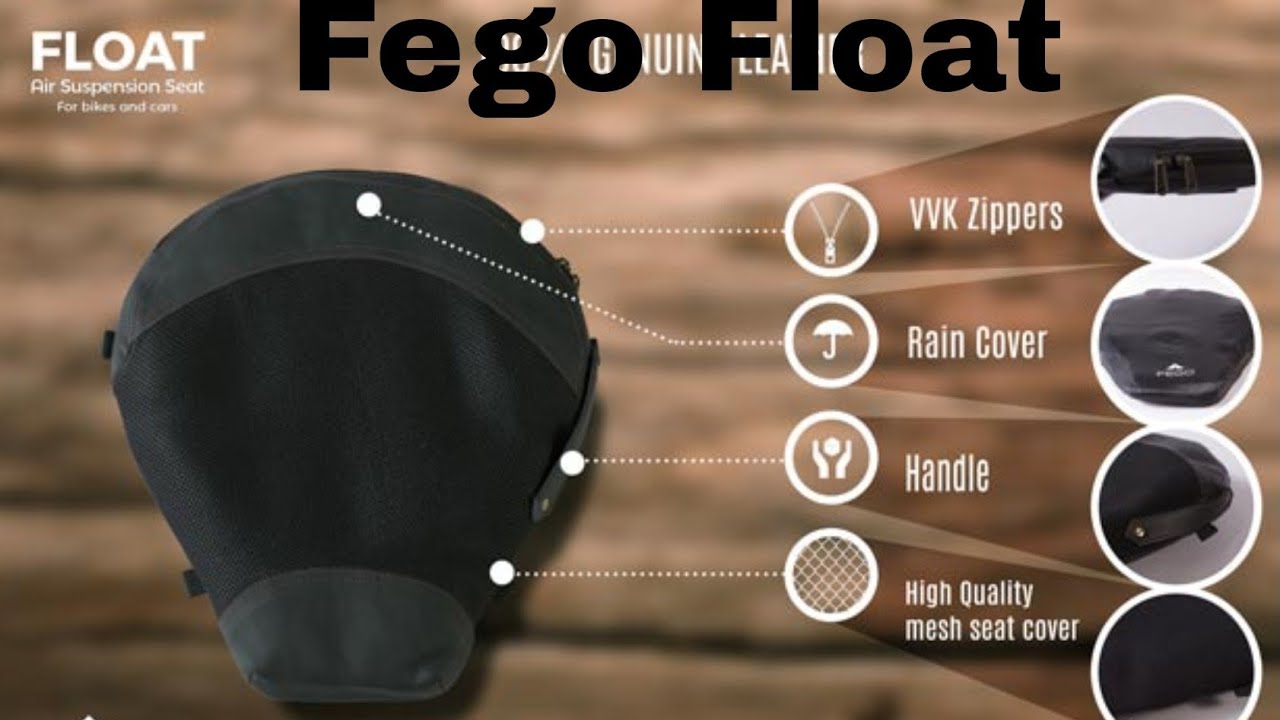 Fego Float
FLOAT
Air Suspension Seat
For bikes and cars
VVK Zippers
Rain Cover
FEGO
Handle
High Quality
mesh seat cover